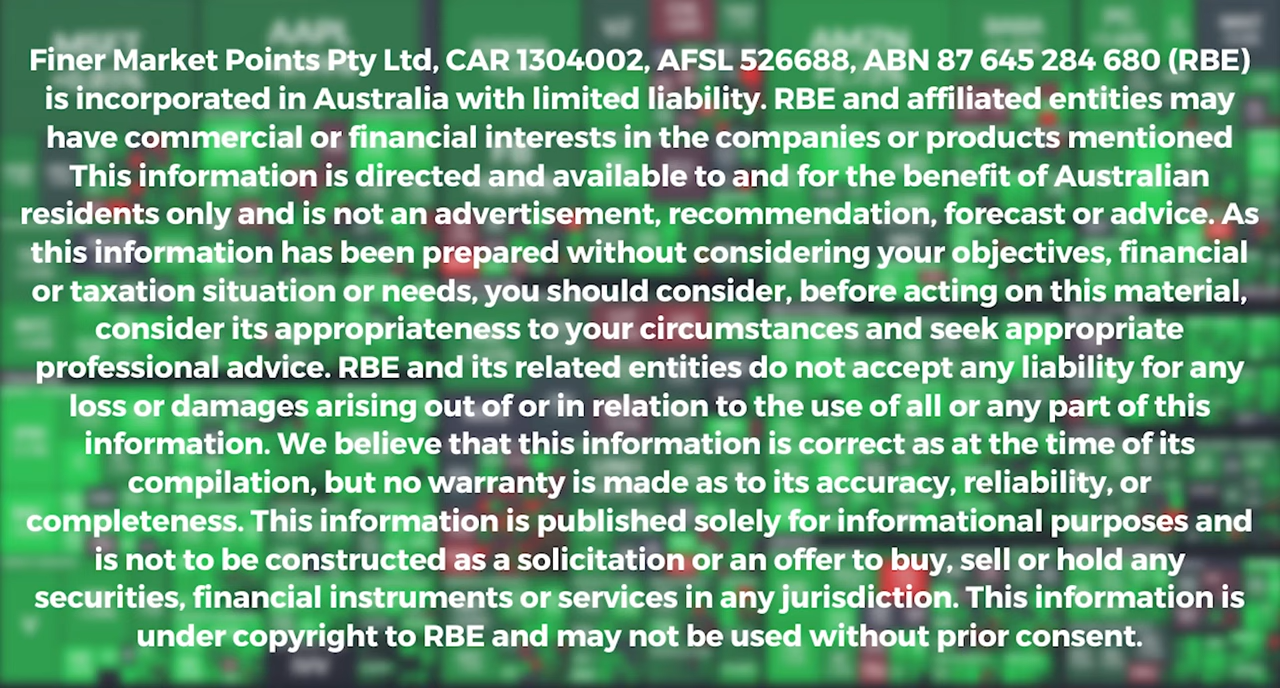 Finer Market Points Pty Ltd, CAR 1304002, AFSL 526688, ABN 87 645 284 680 (RBE)
is incorporated in Australia with limited liability. RBE and affiliated entities may
have commercial or financial interests in the companies or products mentioned
This information is directed and available to and for the benefit of Australian
residents only and is not an advertisement, recommendation, forecast or advice. As
this information has been prepared without considering your objectives, financial
or taxation situation or needs, you should consider, before acting on this material,
consider its appropriateness to your circumstances and seek appropriate
professional advice. RBE and its related entities do not accept any liability for any
loss or damages arising out of or in relation to the use of all or any part of this
information. We believe that this information is correct as at the time of its
compilation, but no warranty is made as to its accuracy, reliability, or
completeness. This information is published solely for informational purposes and
is not to be constructed as a solicitation or an offer to buy, sell or hold any
securities, financial instruments or services in any jurisdiction. This information is
under copyright to RBE and may not be used without prior consent.